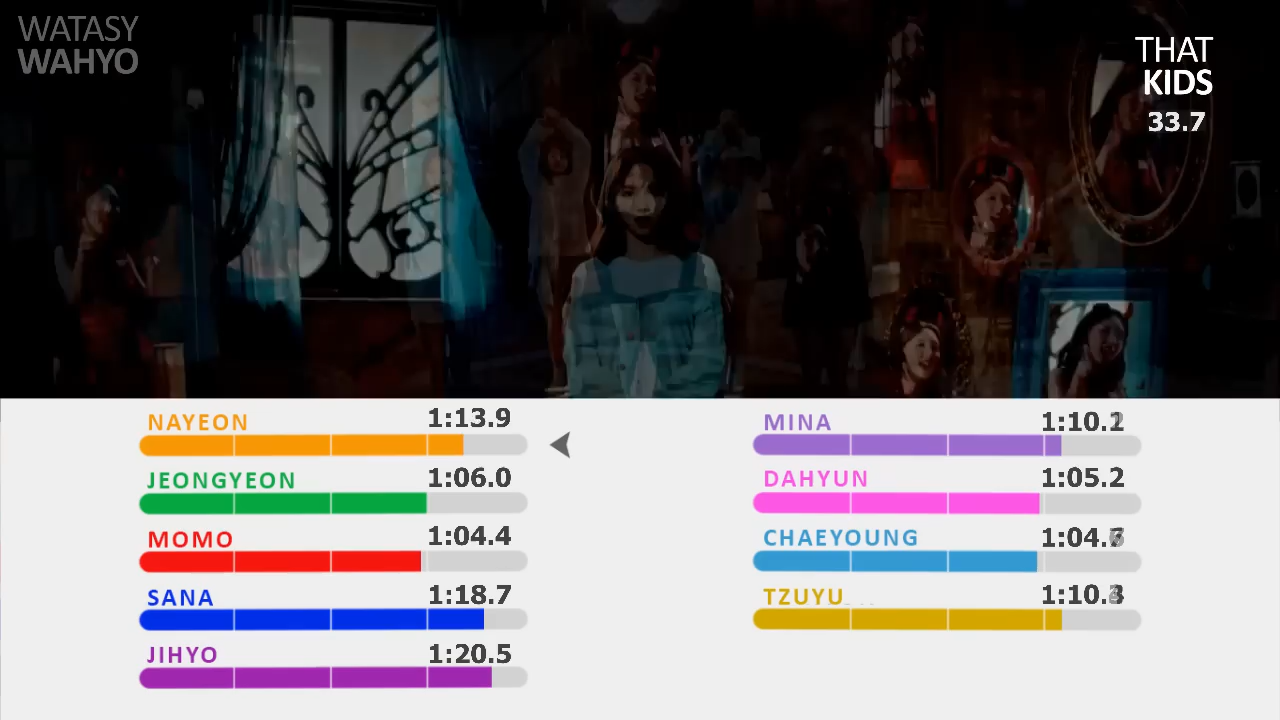 WATASY
WAHYO
THAT
KIDS
33.7
NAYEON 1:13.9
JEONGYEON 1:06.0
MOMO 1:04.4
SANA 1:18.7
JIHYO 1:20.5
MINA
DAHYUN 1:05.2
CHAEYOUNG
TZUYU